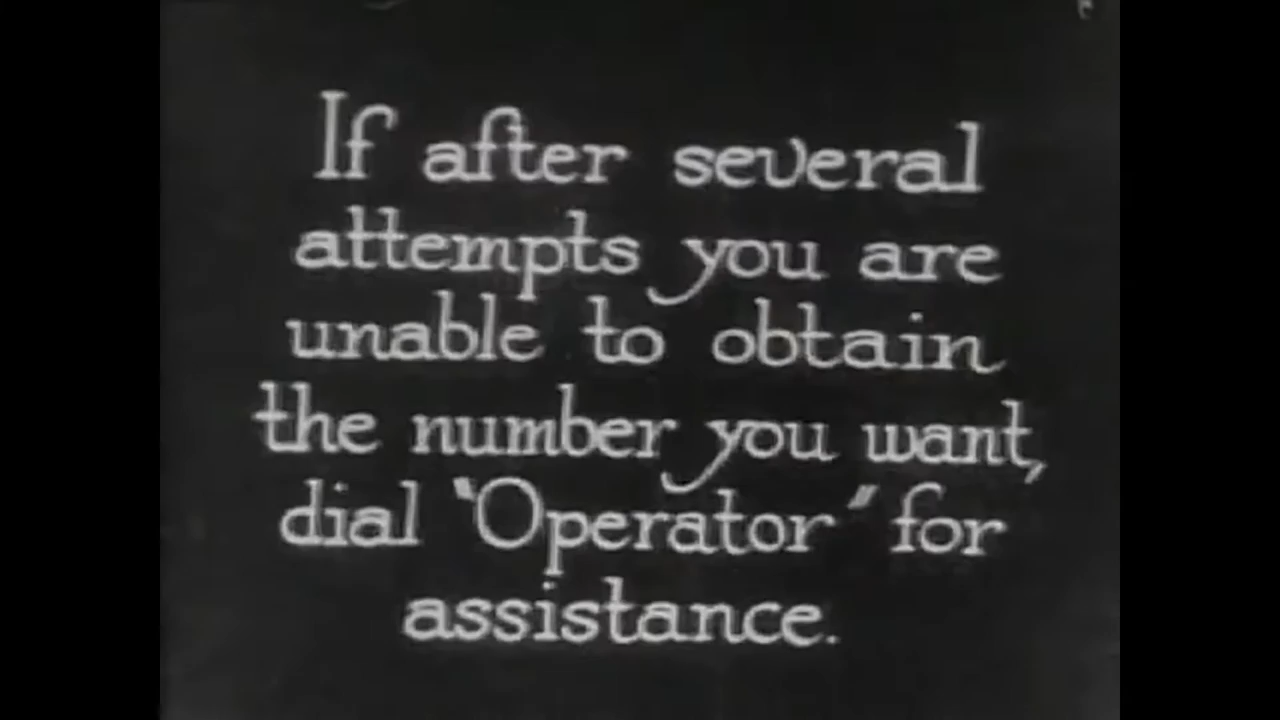 If after several
attempts you are
unable to obtain
the number you want,
dial "Operator" for
assistance.